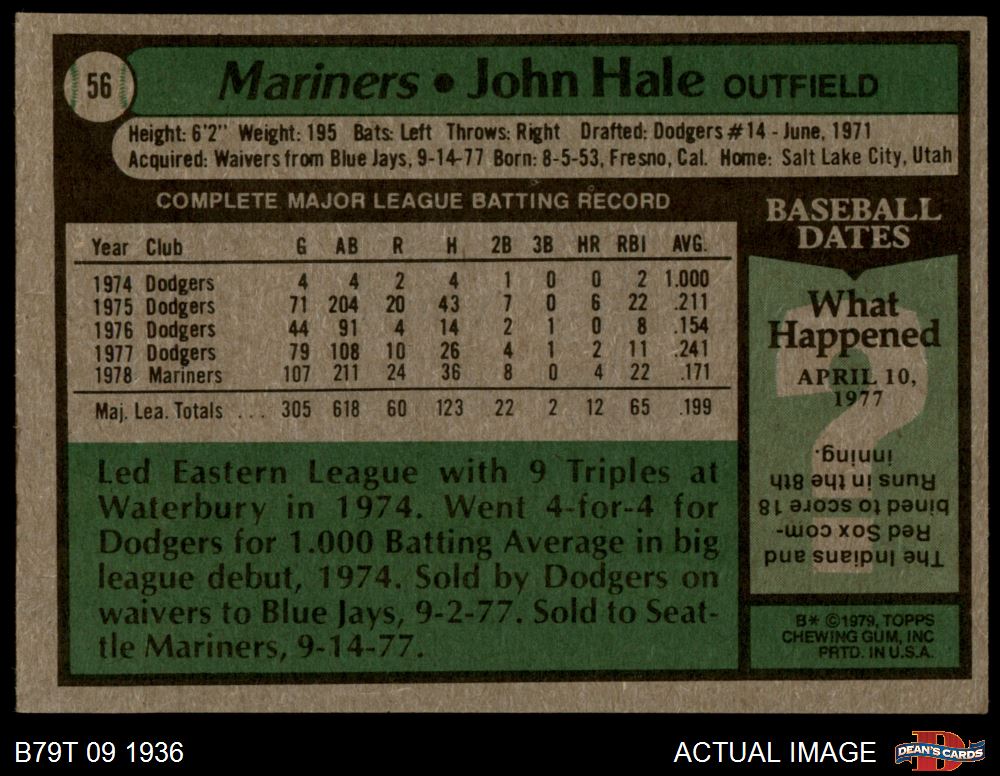 56
Mariners • John Hale OUTFIELD
Height: 6'2" Weight: 195 Bats: Left Throws: Right Drafted: Dodgers #14 - June, 1971
Acquired: Waivers from Blue Jays, 9-14-77 Born: 8-5-53, Fresno, Cal. Home: Salt Lake City, Utah
COMPLETE MAJOR LEAGUE BATTING RECORD
Year Club G AB R H 2B 3B HR RBI AVG.
1974 Dodgers 4 4 2 4 1 0 0 2 1.000
1975 Dodgers 71 204 20 43 7 0 6 22 .211
1976 Dodgers 44 91 4 14 2 1 0 8 .154
1977 Dodgers 79 108 10 26 4 1 2 11 .241
1978 Mariners 107 211 24 36 8 0 4 22 .171
Maj. Lea. Totals ... 305 618 60 123 22 2 12 65 .199
Led Eastern League with 9 Triples at
Waterbury in 1974. Went 4-for-4 for
Dodgers for 1.000 Batting Average in big
league debut, 1974. Sold by Dodgers on
waivers to Blue Jays, 9-2-77. Sold to Seat-
tle Mariners, 9-14-77.
BASEBALL
DATES
What
Happened
APRIL 10,
1977
?
The Indians and
Red Sox com-
bined to score 18
Runs in the 8th
inning.
B* ©1979, TOPPS
CHEWING GUM, INC
PRTD. IN U.S.A.
B79T 09 1936
ACTUAL IMAGE
DEAN'S CARDS